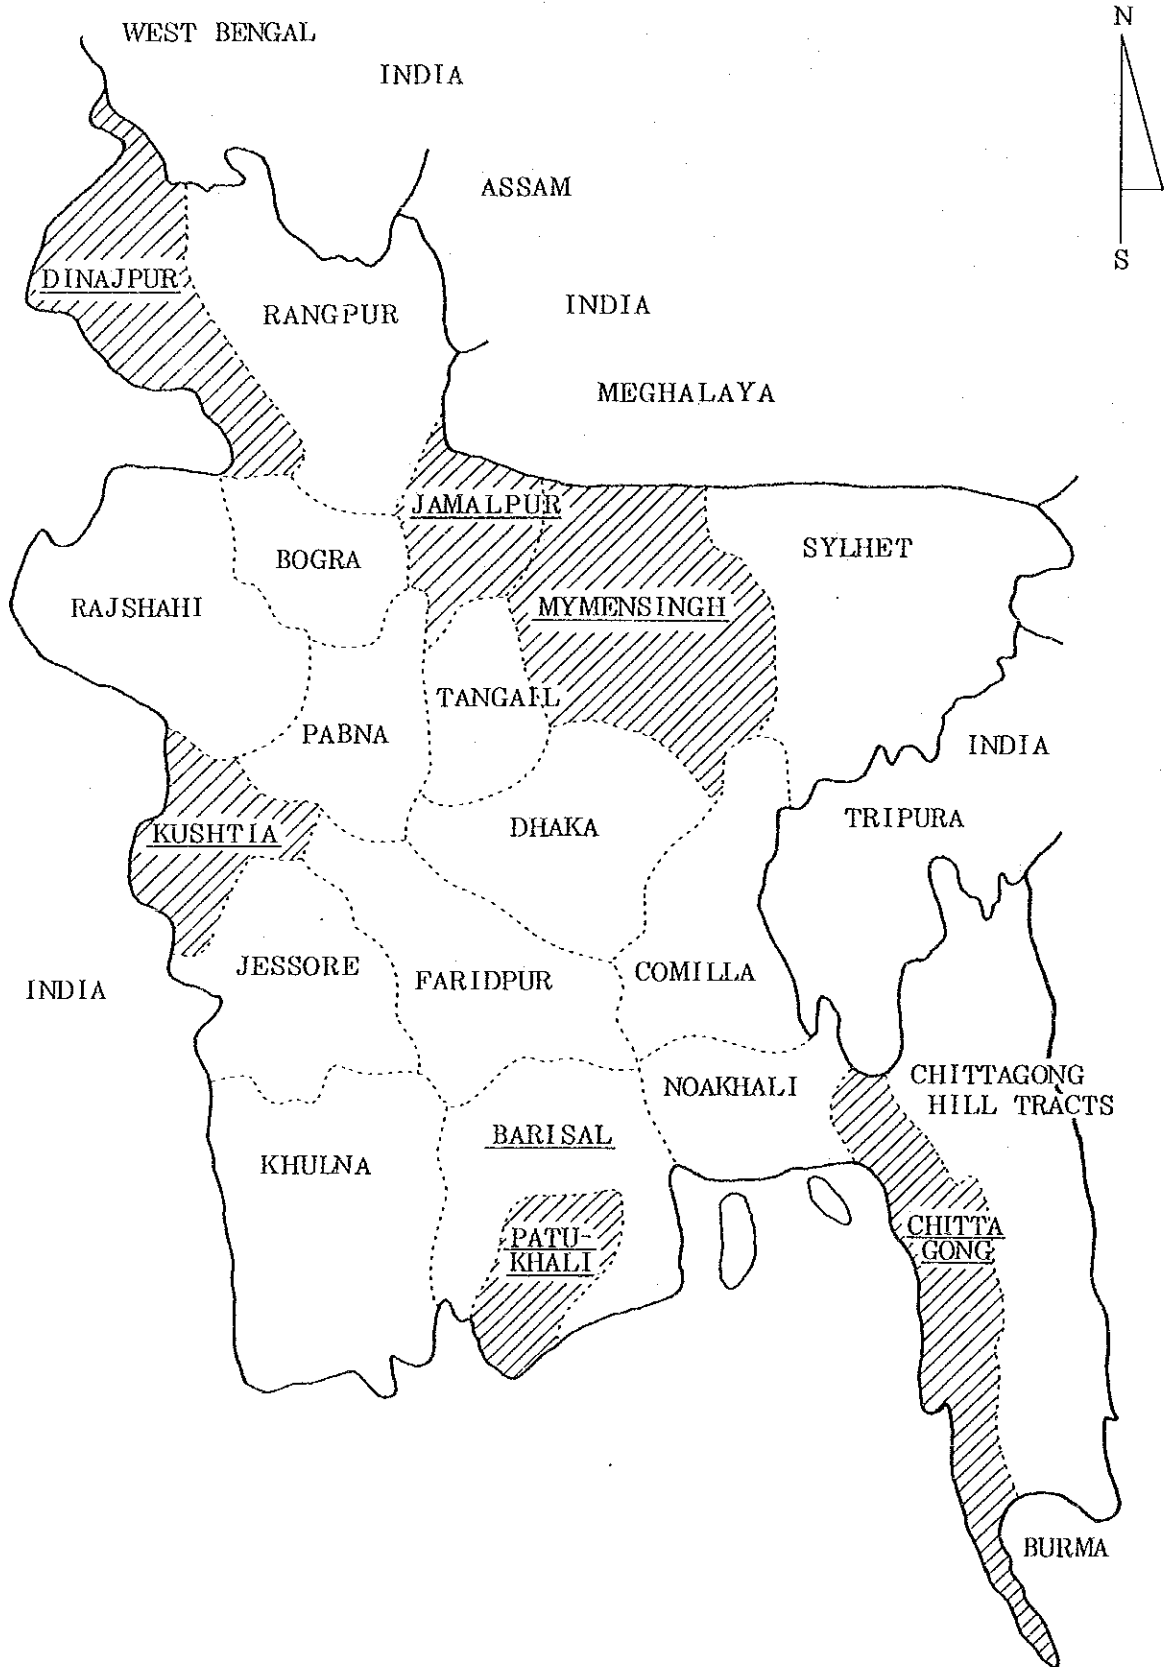 N
WEST BENGAL
INDIA
ASSAM
S
DINAJPUR
RANGPUR
INDIA
MEGHALAYA
JAMALPUR
BOGRA
SYLHET
RAJSHAHI
MYMENSINGH
TANGAIL
PABNA
INDIA
KUSHTIA
DHAKA
TRIPURA
JESSORE
FARIDPUR
COMILLA
INDIA
NOAKHALI
CHITTAGONG
HILL TRACTS
BARISAL
KHULNA
PATU-
KHALI
CHITTA
GONG
BURMA